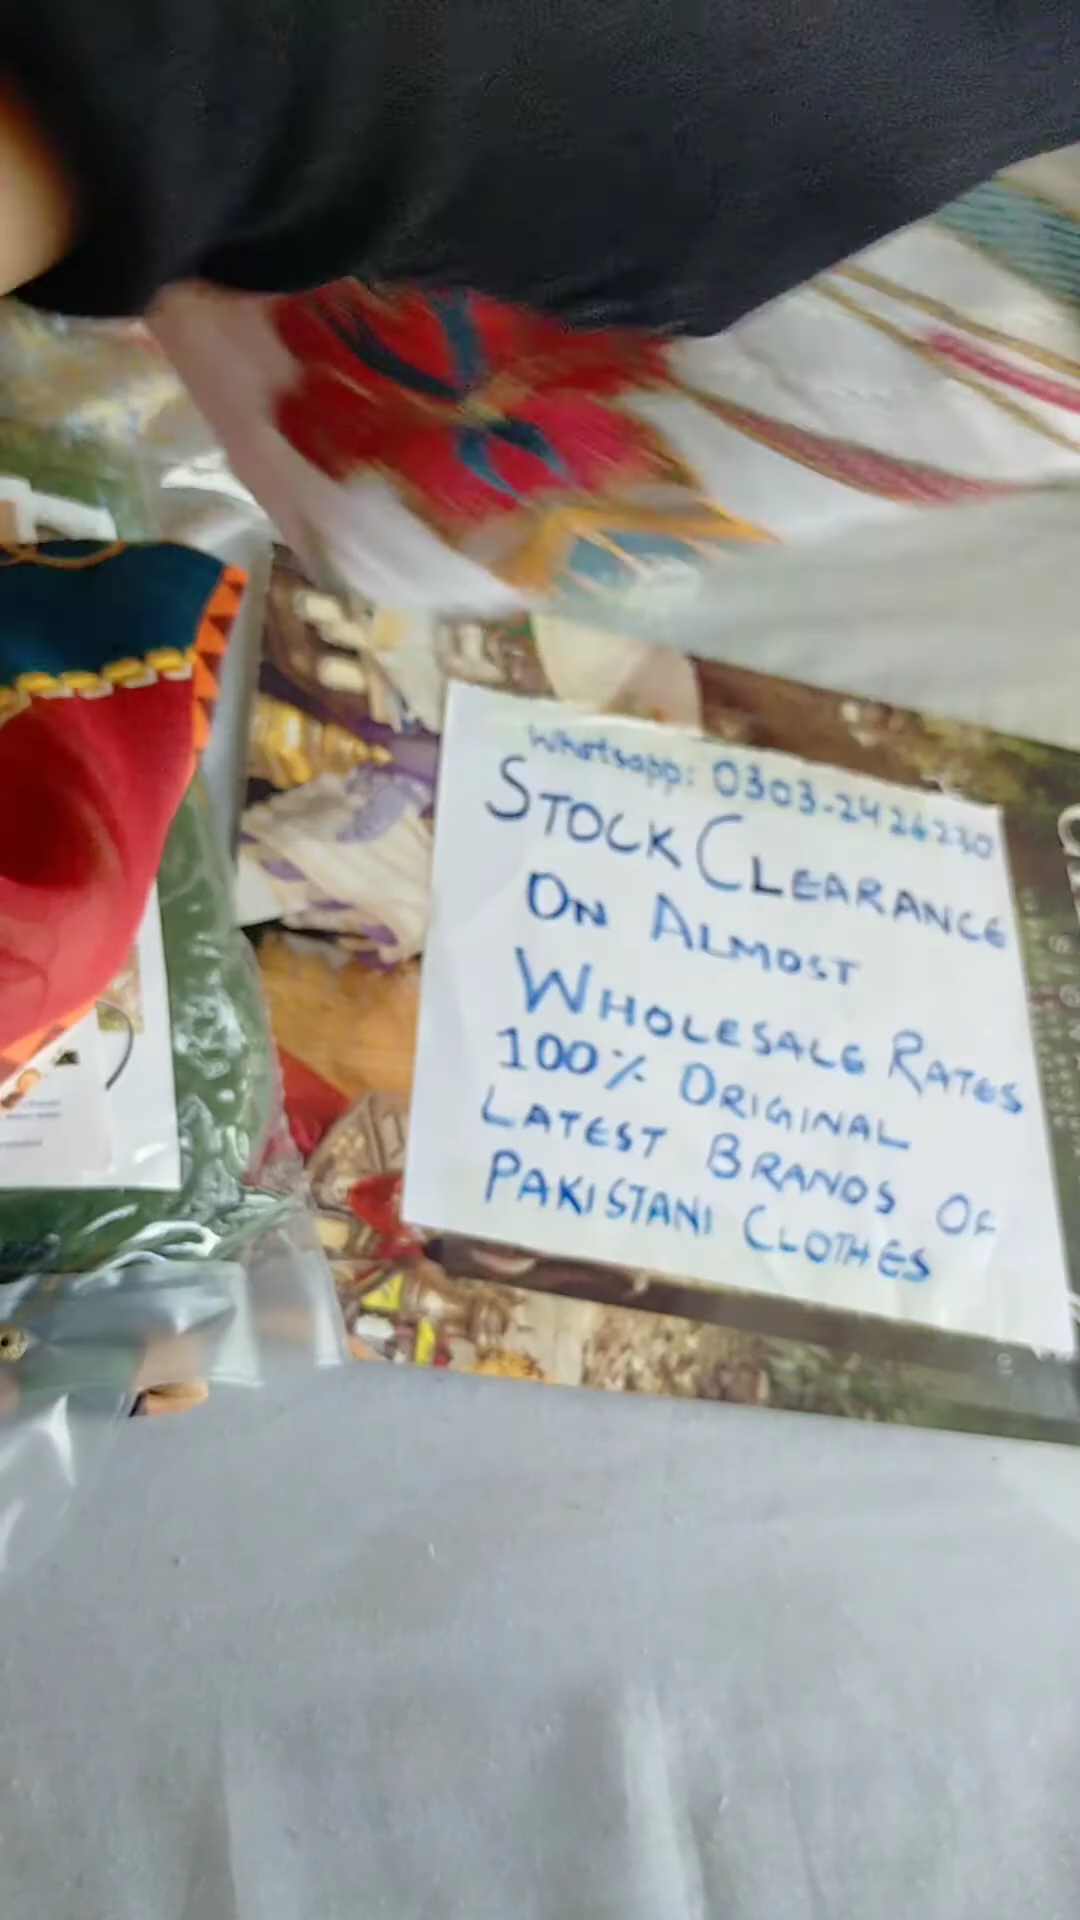 Whatsapp: 0303-2426230
STOCK CLEARANCE
ON ALMOST
WHOLESALE RATES
100% ORIGINAL
LATEST BRANDS OF
PAKISTANI CLOTHES